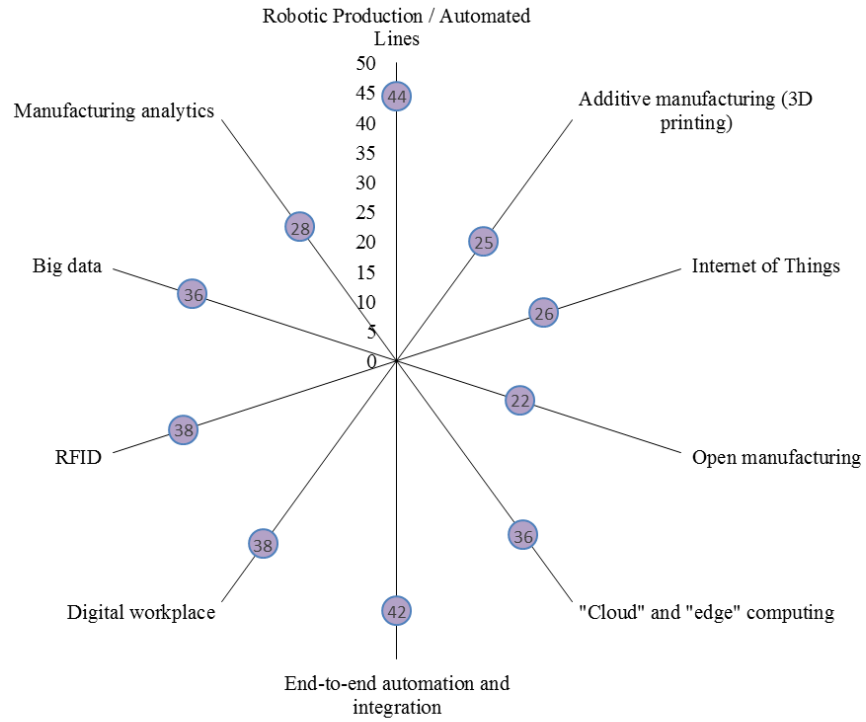 Robotic Production / Automated
Lines
50
45
40
35
30
25
20
15
10
5
0
44
Additive manufacturing (3D
printing)
25
Internet of Things
26
Open manufacturing
22
"Cloud" and "edge" computing
36
End-to-end automation and
integration
42
Digital workplace
38
RFID
38
Big data
36
Manufacturing analytics
28